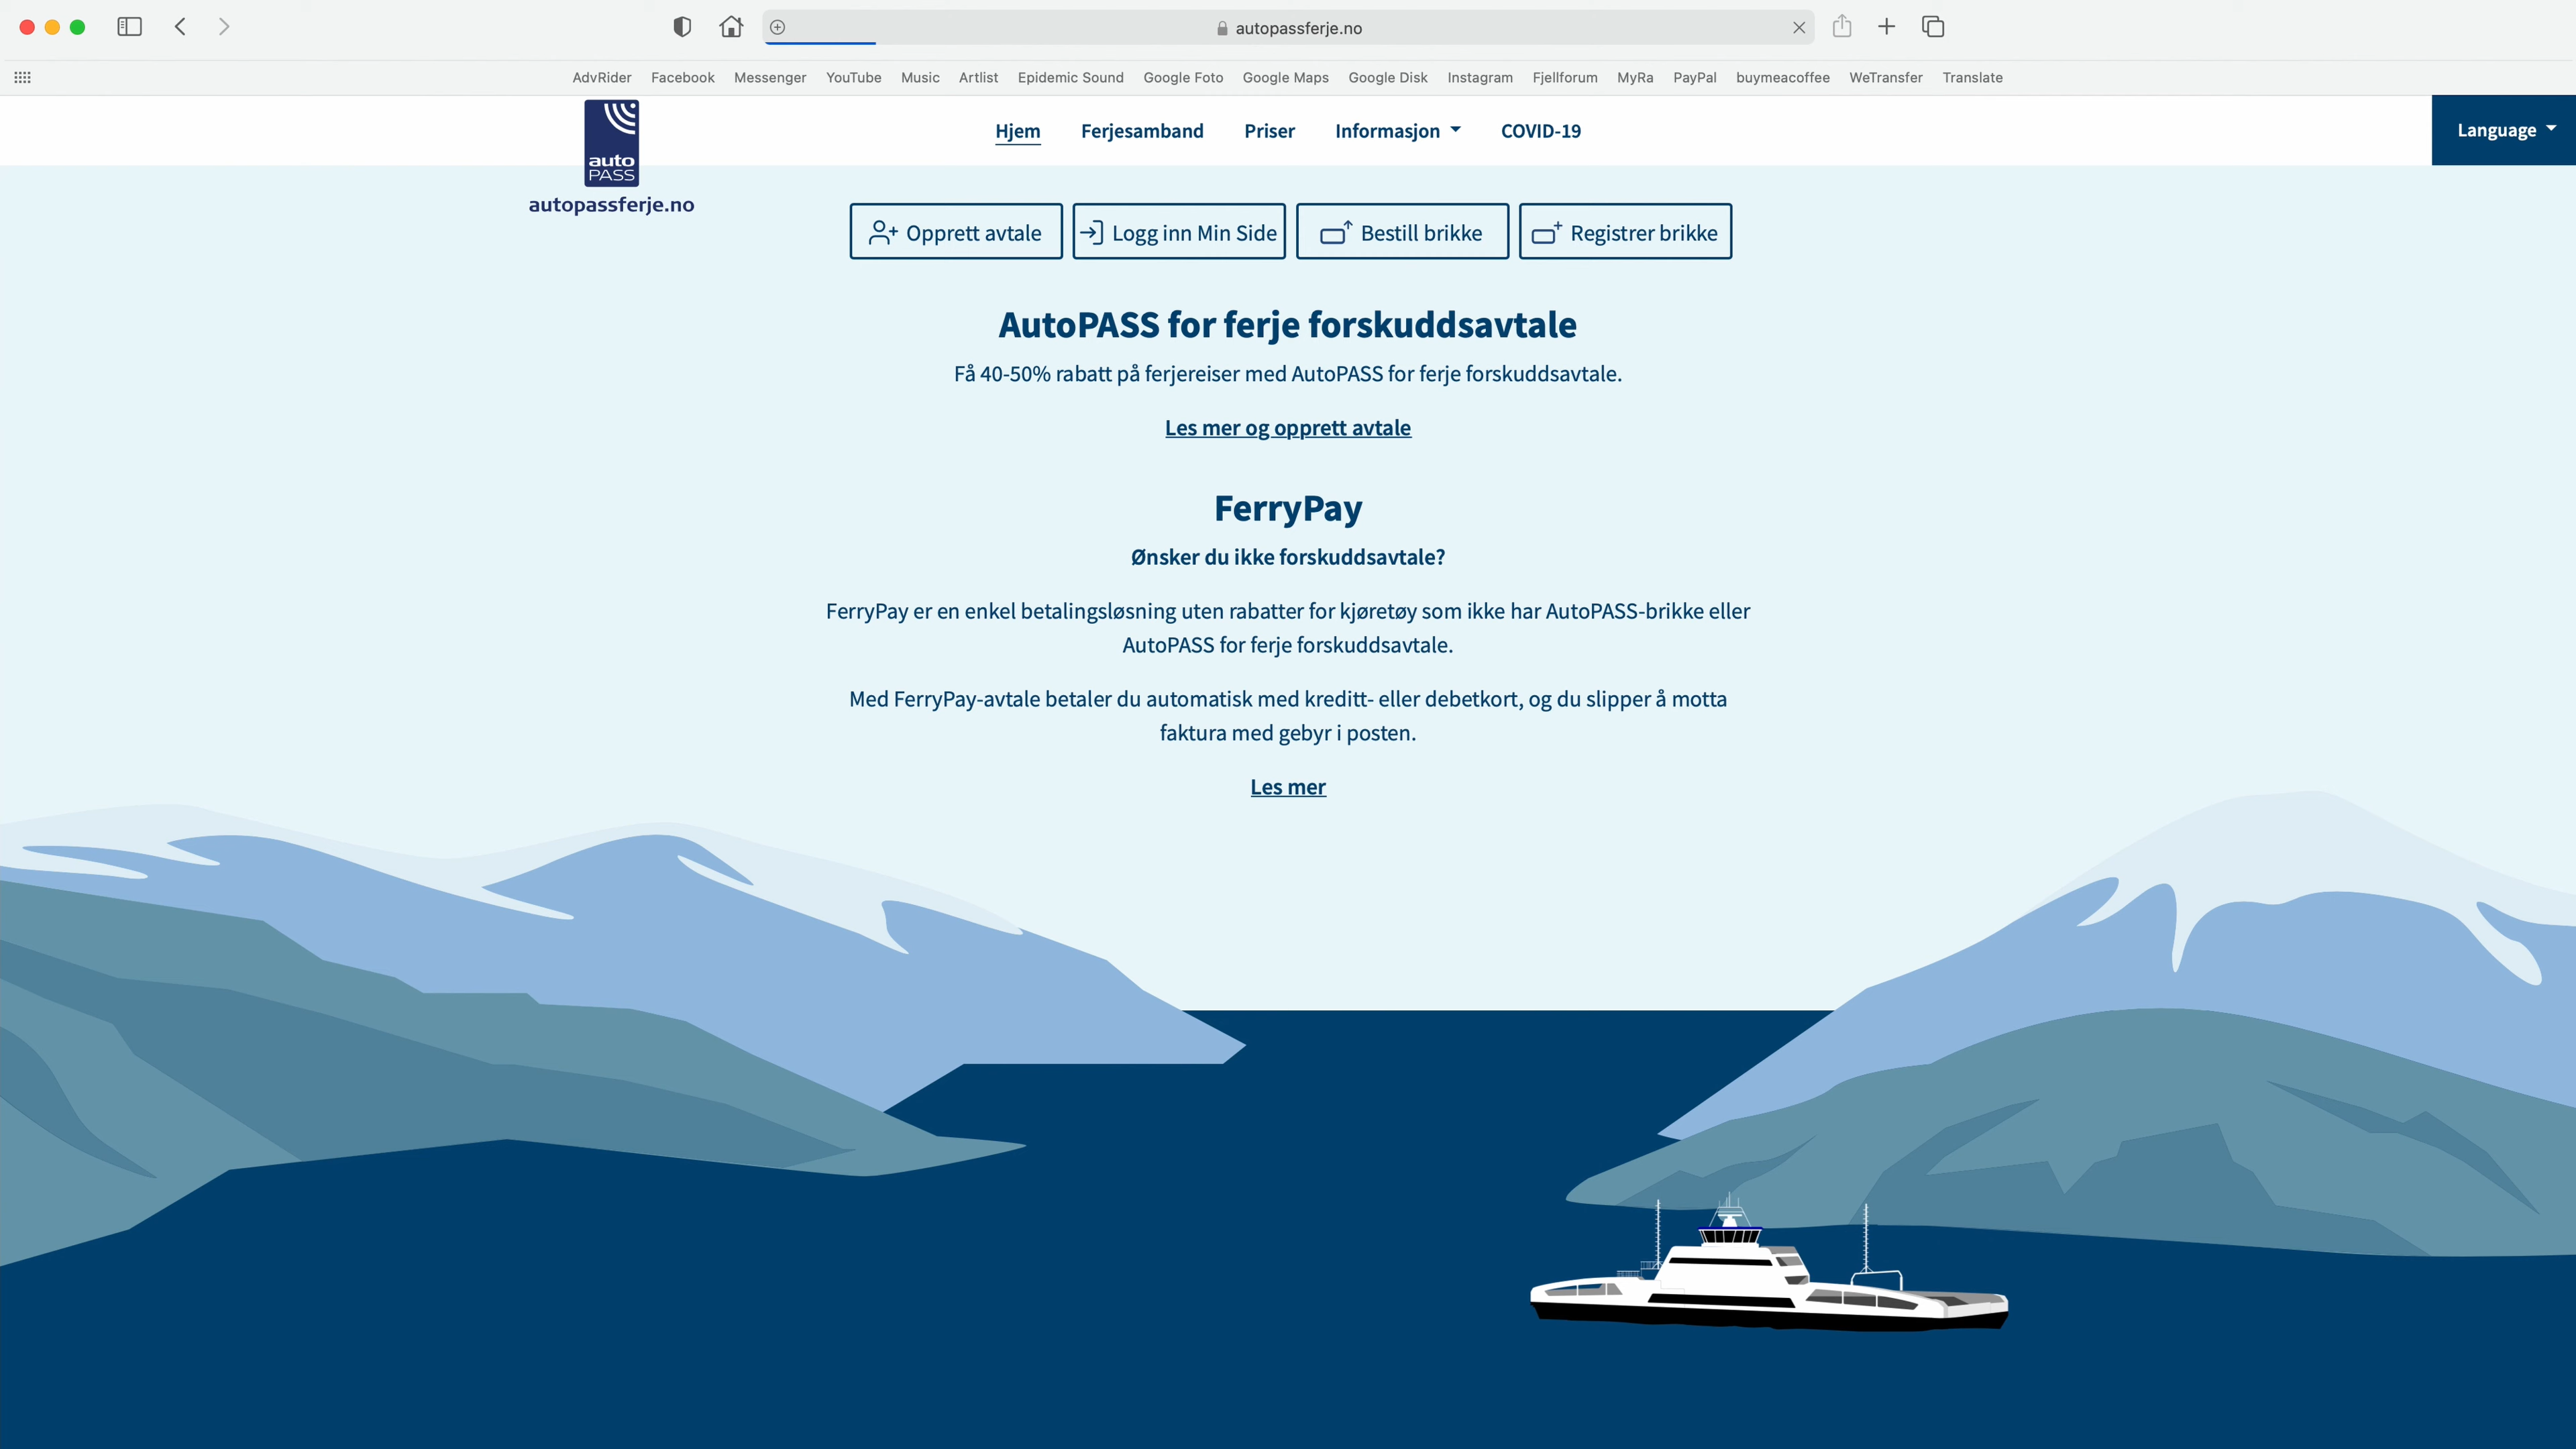 autopassferje.no
AdvRider Facebook Messenger YouTube Music Artlist Epidemic Sound Google Foto Google Maps Google Disk Instagram Fjellforum MyRa PayPal buymeacoffee WeTransfer Translate
auto
PASS
autopassferje.no
Hjem Ferjesamband Priser Informasjon COVID-19
Language
Opprett avtale Logg inn Min Side Bestill brikke Registrer brikke
AutoPASS for ferje forskuddsavtale
Få 40-50% rabatt på ferjereiser med AutoPASS for ferje forskuddsavtale.
Les mer og opprett avtale
FerryPay
Ønsker du ikke forskuddsavtale?
FerryPay er en enkel betalingsløsning uten rabatter for kjøretøy som ikke har AutoPASS-brikke eller
AutoPASS for ferje forskuddsavtale.
Med FerryPay-avtale betaler du automatisk med kreditt- eller debetkort, og du slipper å motta
faktura med gebyr i posten.
Les mer